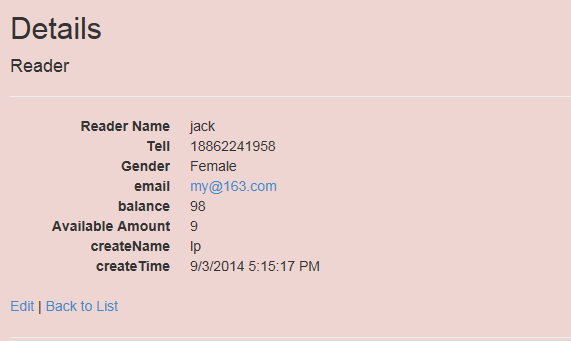 Details
Reader
Reader Name jack
Tell 18862241958
Gender Female
email my@163.com
balance 98
Available Amount 9
createName lp
createTime 9/3/2014 5:15:17 PM
Edit | Back to List